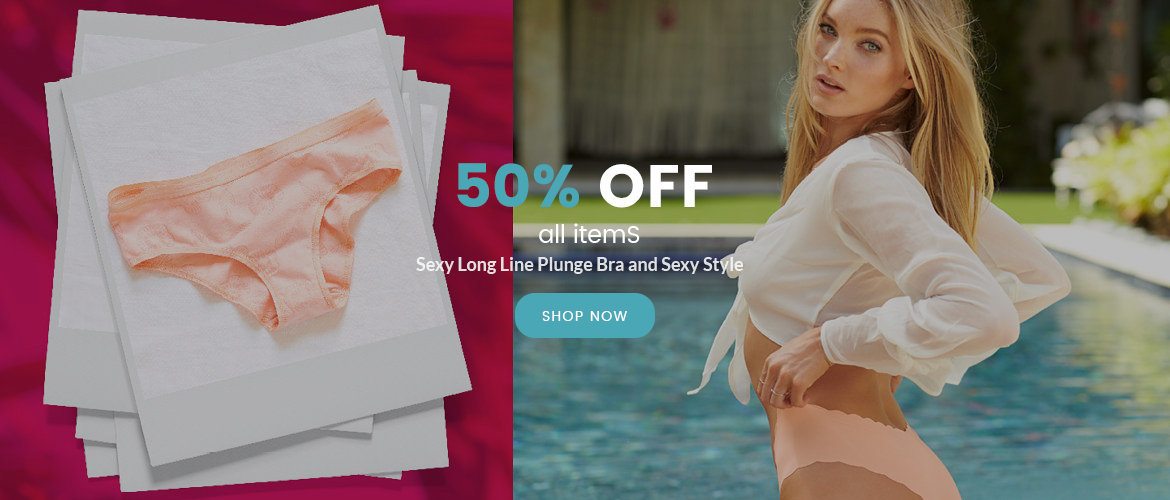 50% OFF
all itemS
Sexy Long Line Plunge Bra and Sexy Style
SHOP NOW